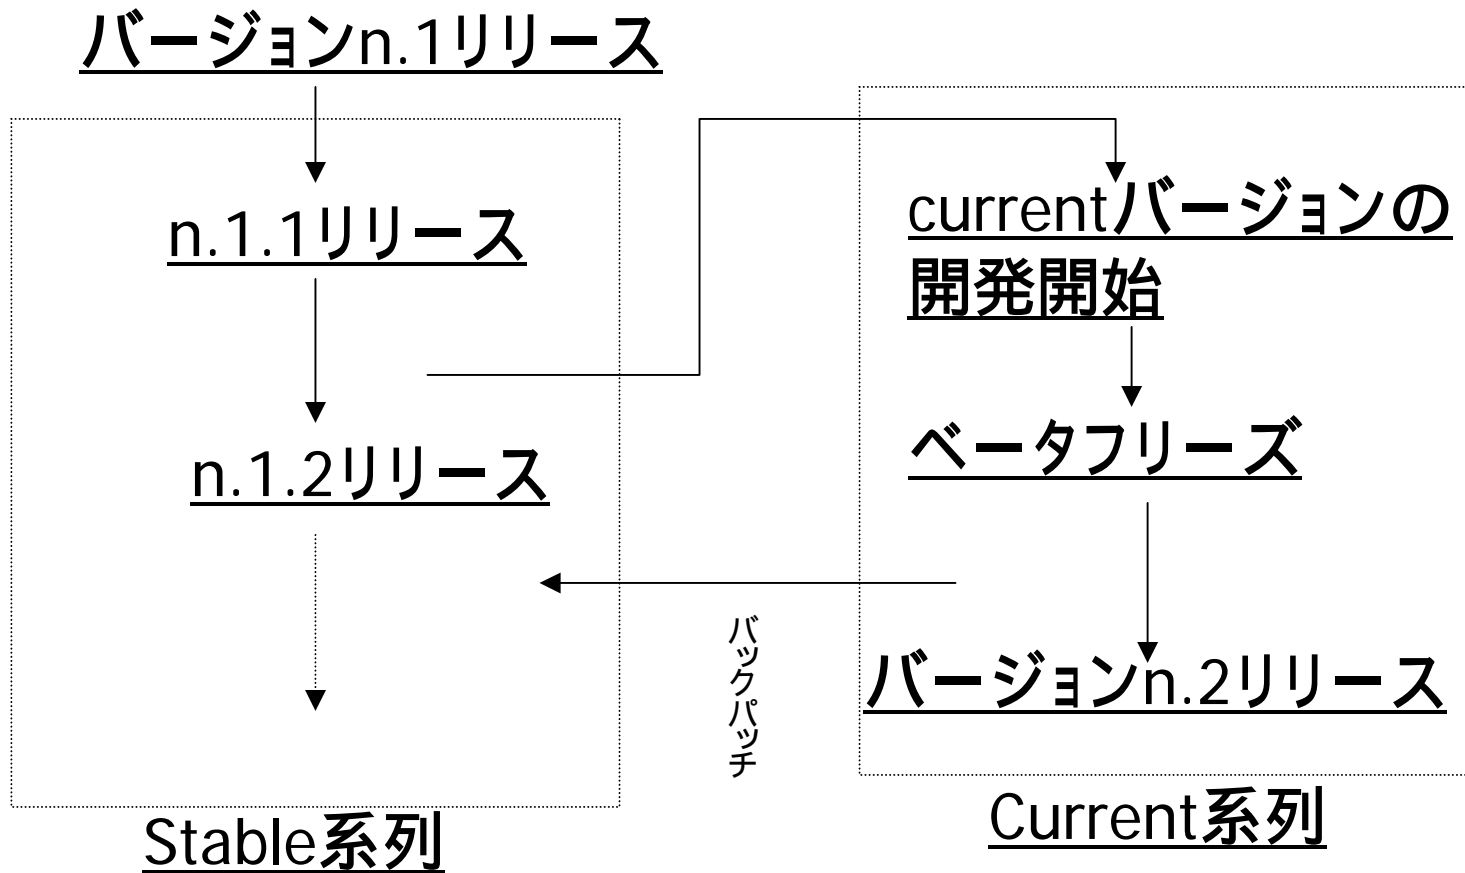 バージョンn.1リリース
n.1.1リリース
n.1.2リリース
Stable系列
currentバージョンの
開発開始
ベータフリーズ
バックパッチ
バージョンn.2リリース
Current系列